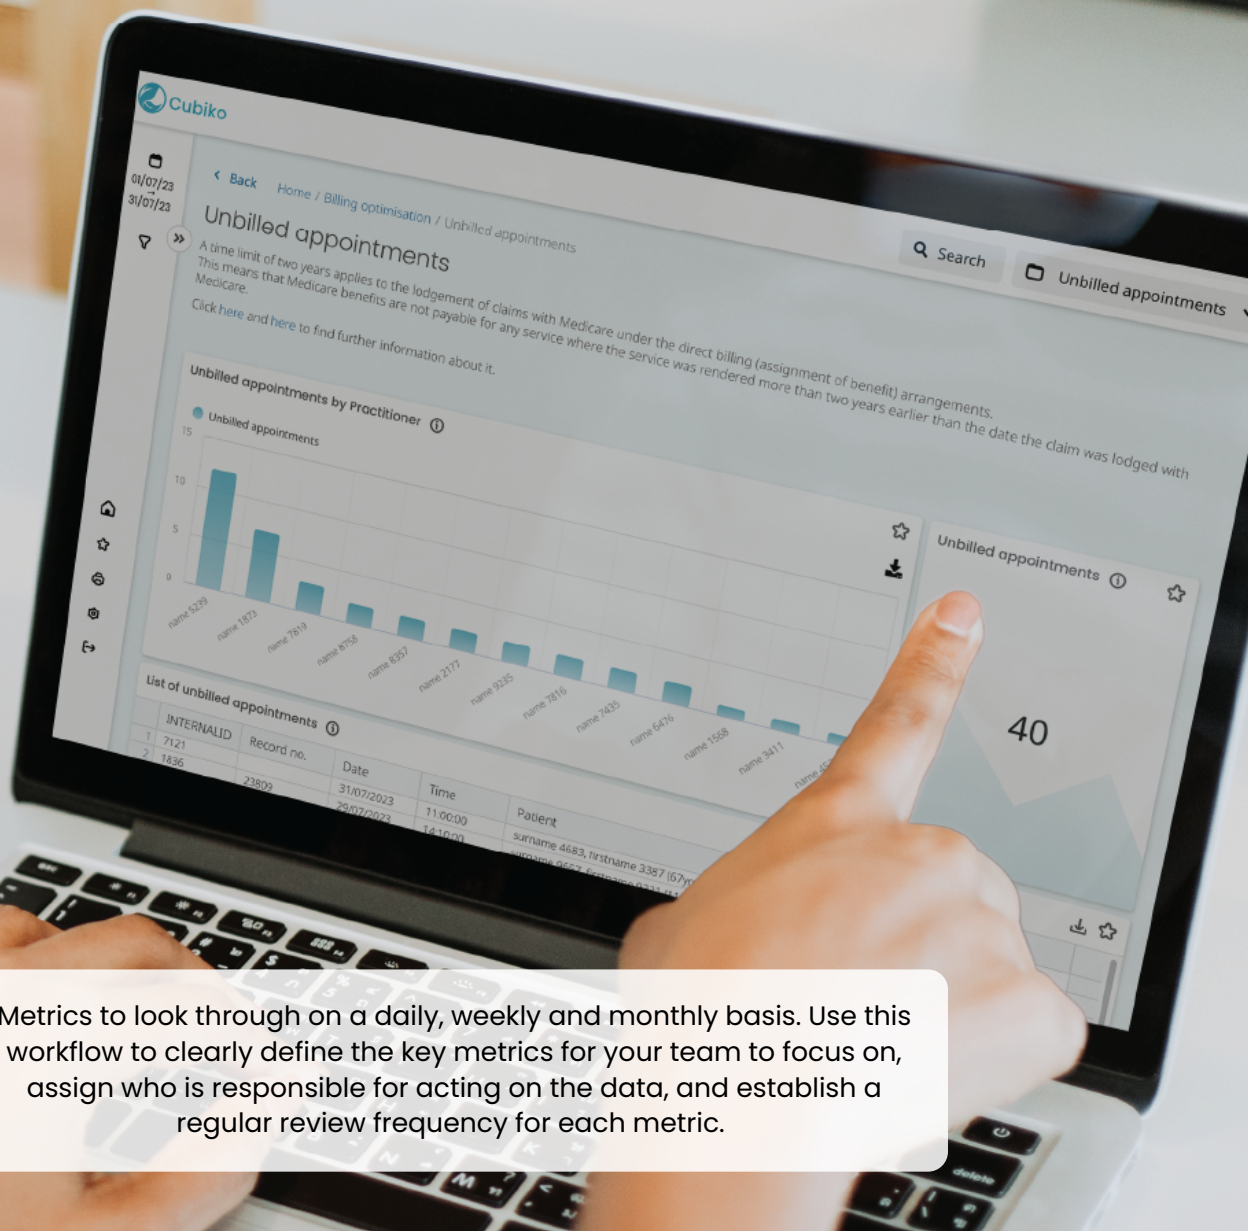 Cubiko
01/07/23
31/07/23
Back Home / Billing optimisation / Unbilled appointments
Search
Unbilled appointments
Unbilled appointments
A time limit of two years applies to the lodgement of claims with Medicare under the direct billing (assignment of benefit) arrangements.
This means that Medicare benefits are not payable for any service where the service was rendered more than two years earlier than the date the claim was lodged with
Medicare.
Click here and here to find further information about it.
Unbilled appointments by Practitioner
Unbilled appointments
15
10
5
0
name 5239
name 1873
name 7819
name 8758
name 8357
name 2177
name 9235
name 7816
name 7435
name 6476
name 1568
name 3411
name
Unbilled appointments
40
List of unbilled appointments
INTERNALID Record no. Date Time Patient
1 7121 31/07/2023 11:00:00 surname 4683, firstname 3387 (67y
2 1836 23809 29/07/2023 14:10:00
esc
delete
Metrics to look through on a daily, weekly and monthly basis. Use this
workflow to clearly define the key metrics for your team to focus on,
assign who is responsible for acting on the data, and establish a
regular review frequency for each metric.